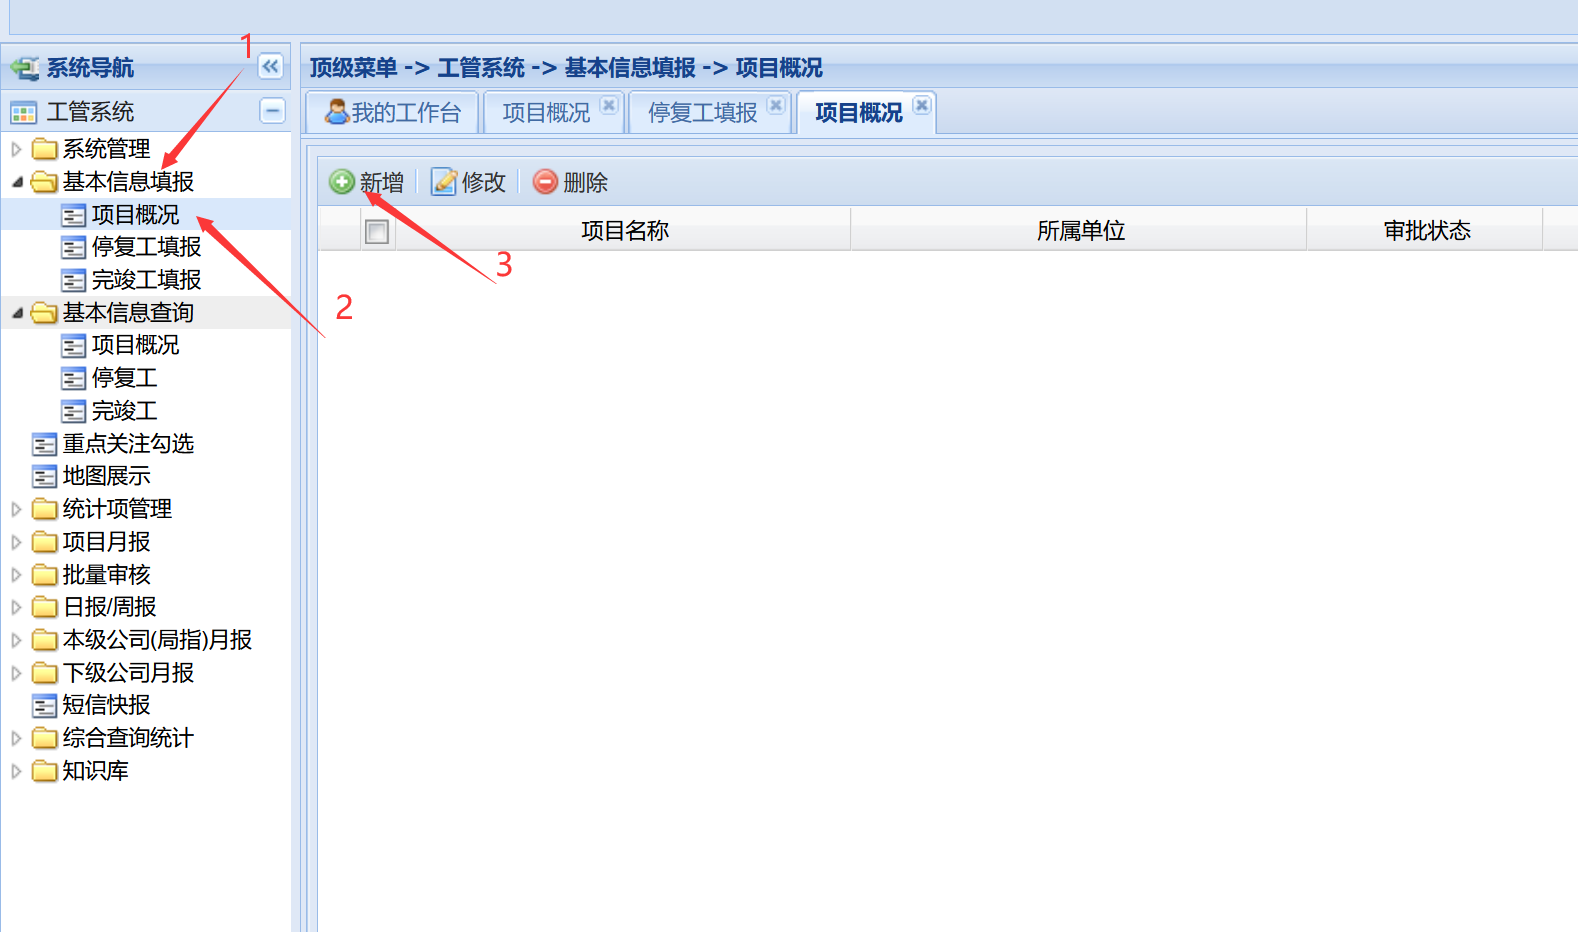 1
系统导航
顶级菜单 -> 工管系统 -> 基本信息填报 -> 项目概况
工管系统
我的工作台 项目概况 停复工填报 项目概况
系统管理
基本信息填报
新增 修改 删除
项目概况
项目名称 所属单位 审批状态
停复工填报
3
完竣工填报
2
基本信息查询
项目概况
停复工
完竣工
重点关注勾选
地图展示
统计项管理
项目月报
批量审核
日报/周报
本级公司(局指)月报
下级公司月报
短信快报
综合查询统计
知识库